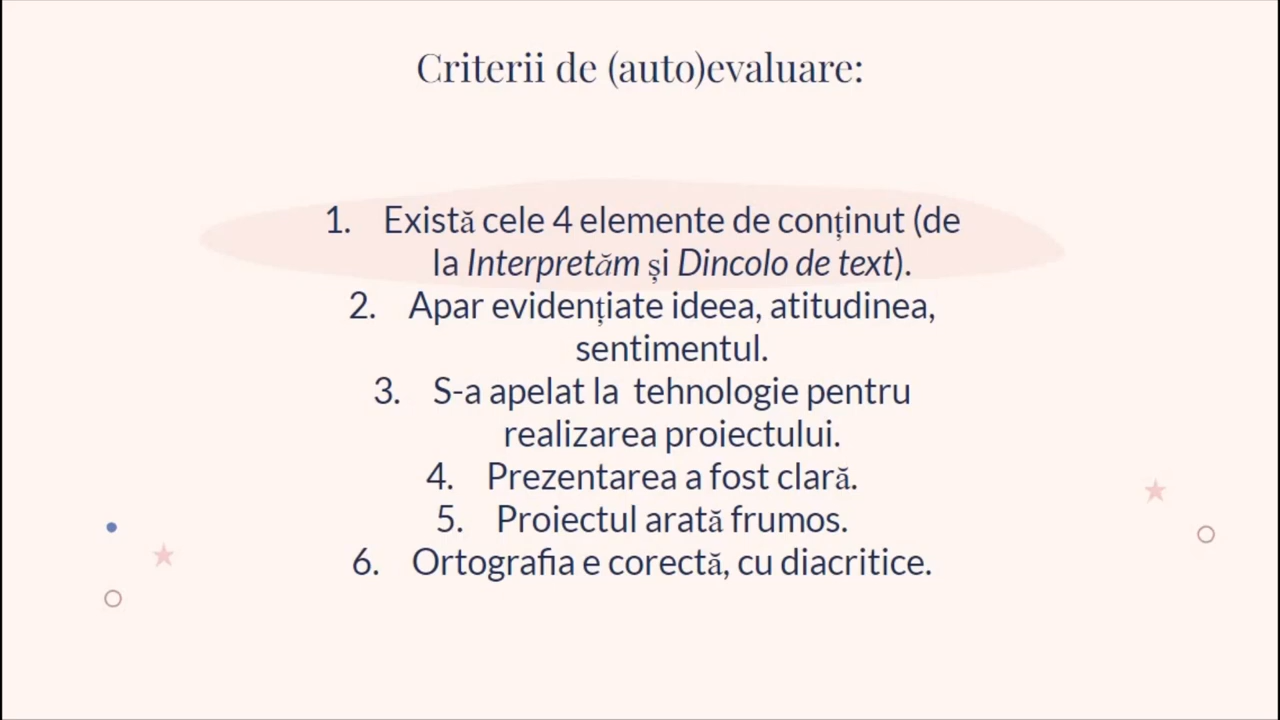 Criterii de (auto)evaluare:
1. Există cele 4 elemente de conținut (de
la Interpretăm și Dincolo de text).
2. Apar evidențiate ideea, atitudinea,
sentimentul.
3. S-a apelat la tehnologie pentru
realizarea proiectului.
4. Prezentarea a fost clară.
5. Proiectul arată frumos.
6. Ortografia e corectă, cu diacritice.